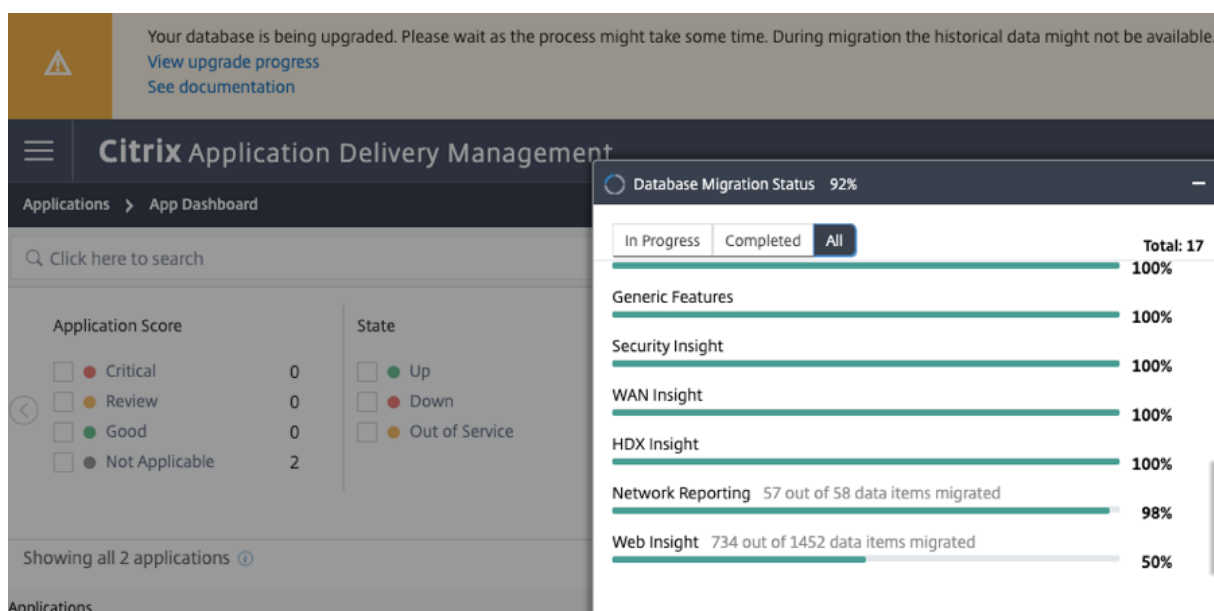 Your database is being upgraded. Please wait as the process might take some time. During migration the historical data might not be available.
View upgrade progress
See documentation
Citrix Application Delivery Management
Applications > App Dashboard
Click here to search
Application Score
Critical 0
Review 0
Good 0
Not Applicable 2
State
Up
Down
Out of Service
Showing all 2 applications
Applications
Database Migration Status 92%
In Progress Completed All Total: 17
100%
Generic Features
100%
Security Insight
100%
WAN Insight
100%
HDX Insight
100%
Network Reporting 57 out of 58 data items migrated
98%
Web Insight 734 out of 1452 data items migrated
50%